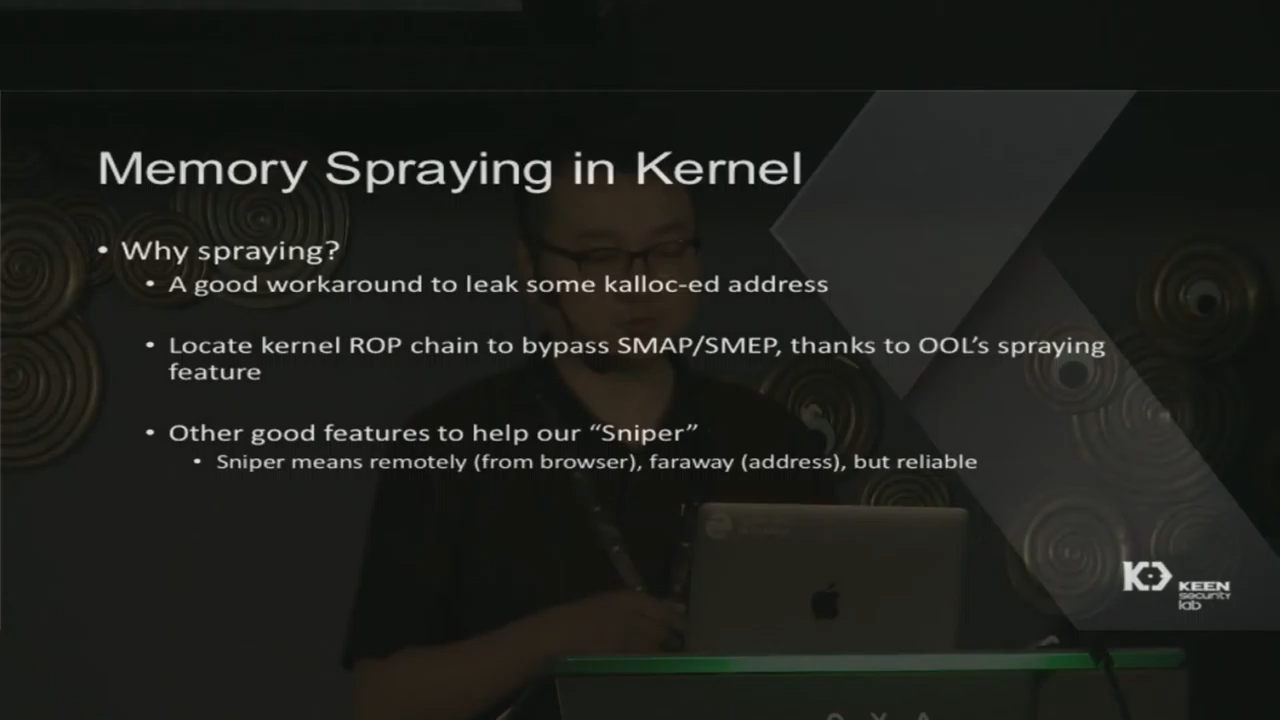 Memory Spraying in Kernel
• Why spraying?
• A good workaround to leak some kalloc-ed address
• Locate kernel ROP chain to bypass SMAP/SMEP, thanks to OOL’s spraying
feature
• Other good features to help our “Sniper”
• Sniper means remotely (from browser), faraway (address), but reliable
KEEN
security
lab